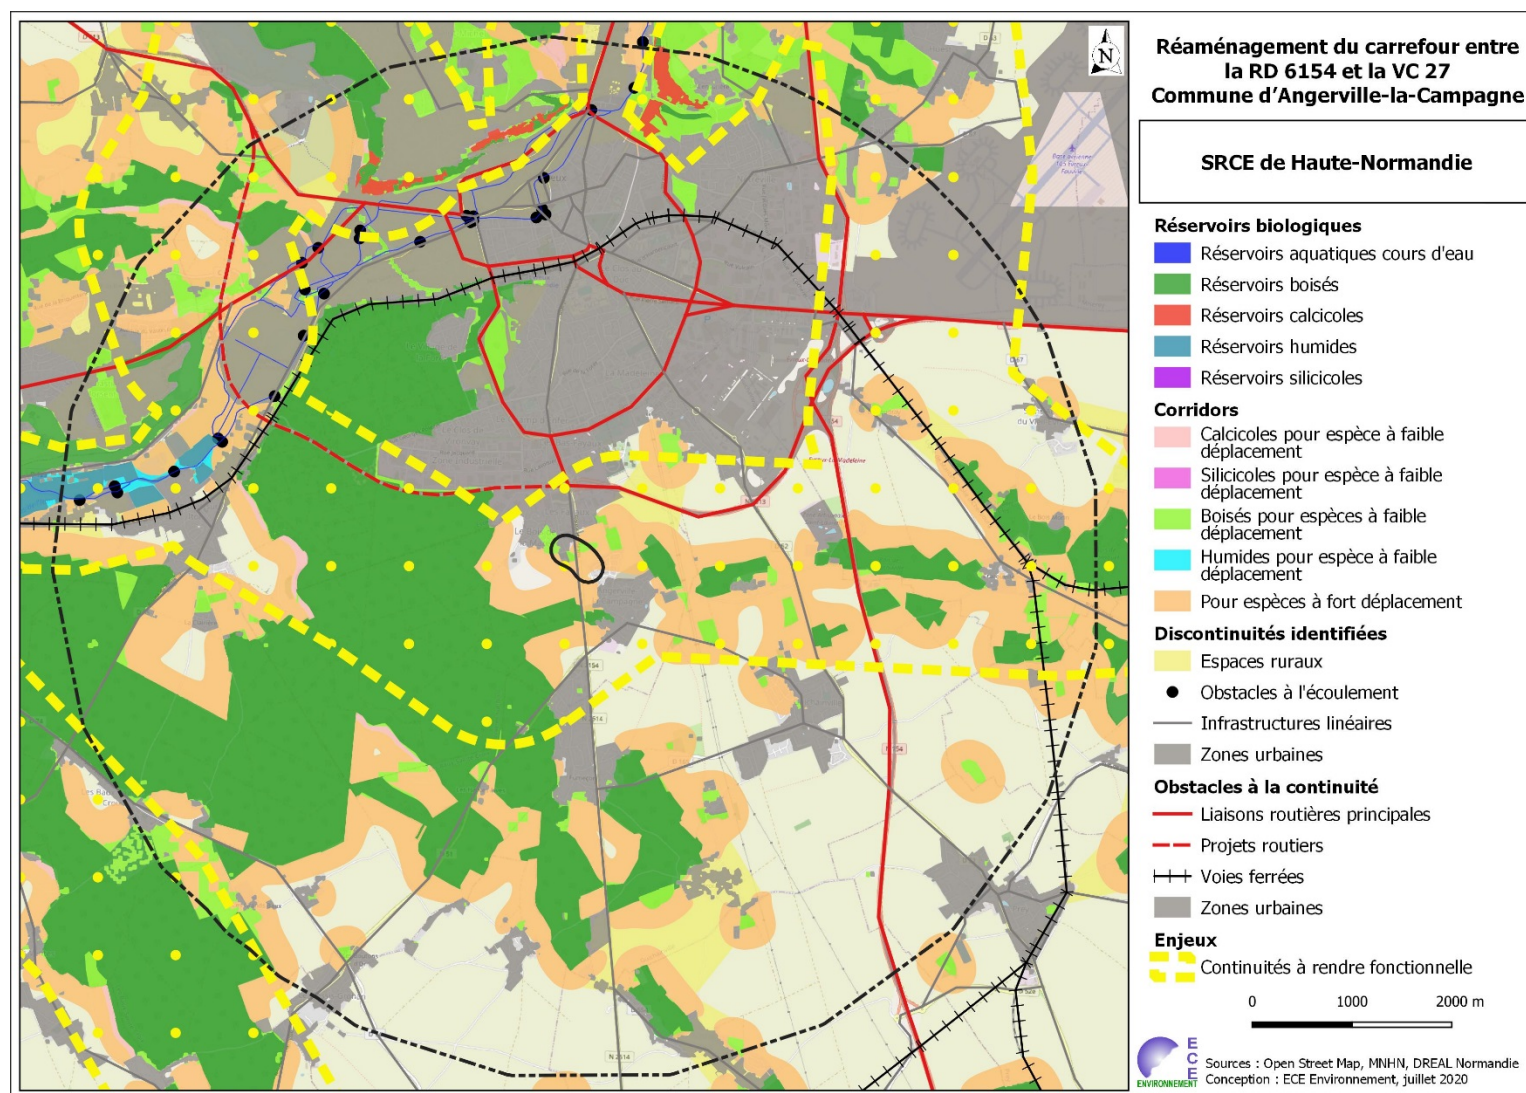 Réaménagement du carrefour entre
la RD 6154 et la VC 27
Commune d'Angerville-la-Campagne
SRCE de Haute-Normandie
Réservoirs biologiques
Réservoirs aquatiques cours d'eau
Réservoirs boisés
Réservoirs calcicoles
Réservoirs humides
Réservoirs silicicoles
Corridors
Calcicoles pour espèce à faible
déplacement
Silicicoles pour espèce à faible
déplacement
Boisés pour espèces à faible
déplacement
Humides pour espèce à faible
déplacement
Pour espèces à fort déplacement
Discontinuités identifiées
Espaces ruraux
Obstacles à l'écoulement
Infrastructures linéaires
Zones urbaines
Obstacles à la continuité
Liaisons routières principales
Projets routiers
Voies ferrées
Zones urbaines
Enjeux
Continuités à rendre fonctionnelle
0 1000 2000 m
ECE
ENVIRONNEMENT
Sources : Open Street Map, MNHN, DREAL Normandie
Conception : ECE Environnement, juillet 2020
N
N 154
N 2514